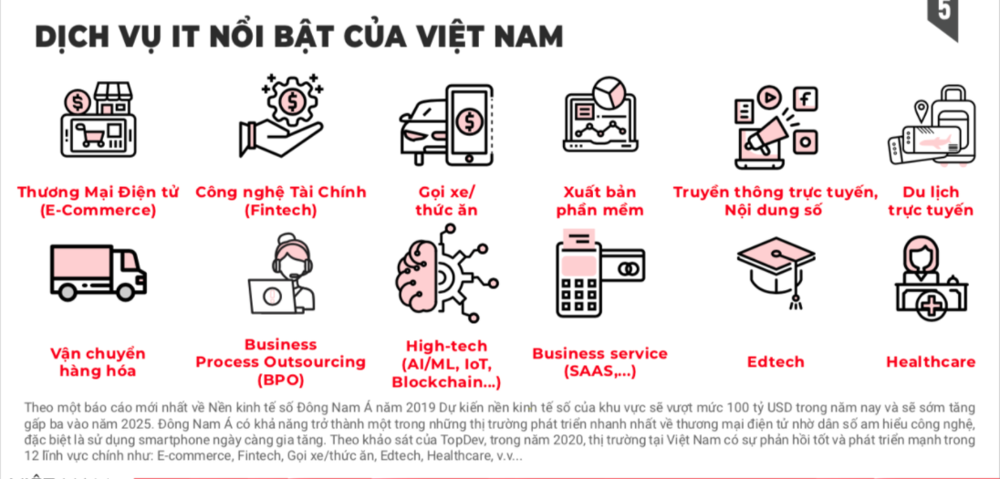 5
DỊCH VỤ IT NỔI BẬT CỦA VIỆT NAM
Thương Mại Điện tử
(E-Commerce)
Công nghệ Tài Chính
(Fintech)
Gọi xe/
thức ăn
Xuất bản
phần mềm
Truyền thông trực tuyến,
Nội dung số
Du lịch
trực tuyến
Vận chuyển
hàng hóa
Business
Process Outsourcing
(BPO)
High-tech
(AI/ML, IoT,
Blockchain...)
Business service
(SAAS,...)
Edtech
Healthcare
Theo một báo cáo mới nhất về Nền kinh tế số Đông Nam Á năm 2019 Dự kiến nền kinh tế số của khu vực sẽ vượt mức 100 tỷ USD trong năm nay và sẽ sớm tăng
gấp ba vào năm 2025. Đông Nam Á có khả năng trở thành một trong những thị trường phát triển nhanh nhất về thương mại điện tử nhờ dân số am hiểu công nghệ,
đặc biệt là sử dụng smartphone ngày càng gia tăng. Theo khảo sát của TopDev, trong năm 2020, thị trường tại Việt Nam có sự phản hồi tốt và phát triển mạnh trong
12 lĩnh vực chính như: E-commerce, Fintech, Gọi xe/thức ăn, Edtech, Healthcare, v.v...